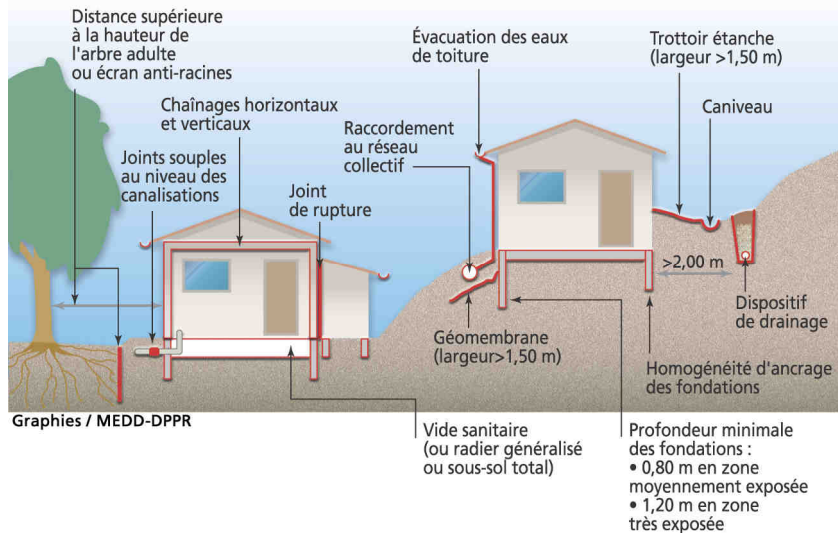 Distance supérieure
à la hauteur de
l'arbre adulte
ou écran anti-racines
Chaînages horizontaux
et verticaux
Joints souples
au niveau des
canalisations
Joint
de rupture
Évacuation des eaux
de toiture
Raccordement
au réseau
collectif
Trottoir étanche
(largeur >1,50 m)
Caniveau
>2,00 m
Dispositif
de drainage
Géomembrane
(largeur>1,50 m)
Homogénéité d'ancrage
des fondations
Graphies / MEDD-DPPR
Vide sanitaire
(ou radier généralisé
ou sous-sol total)
Profondeur minimale
des fondations :
• 0,80 m en zone
moyennement exposée
• 1,20 m en zone
très exposée